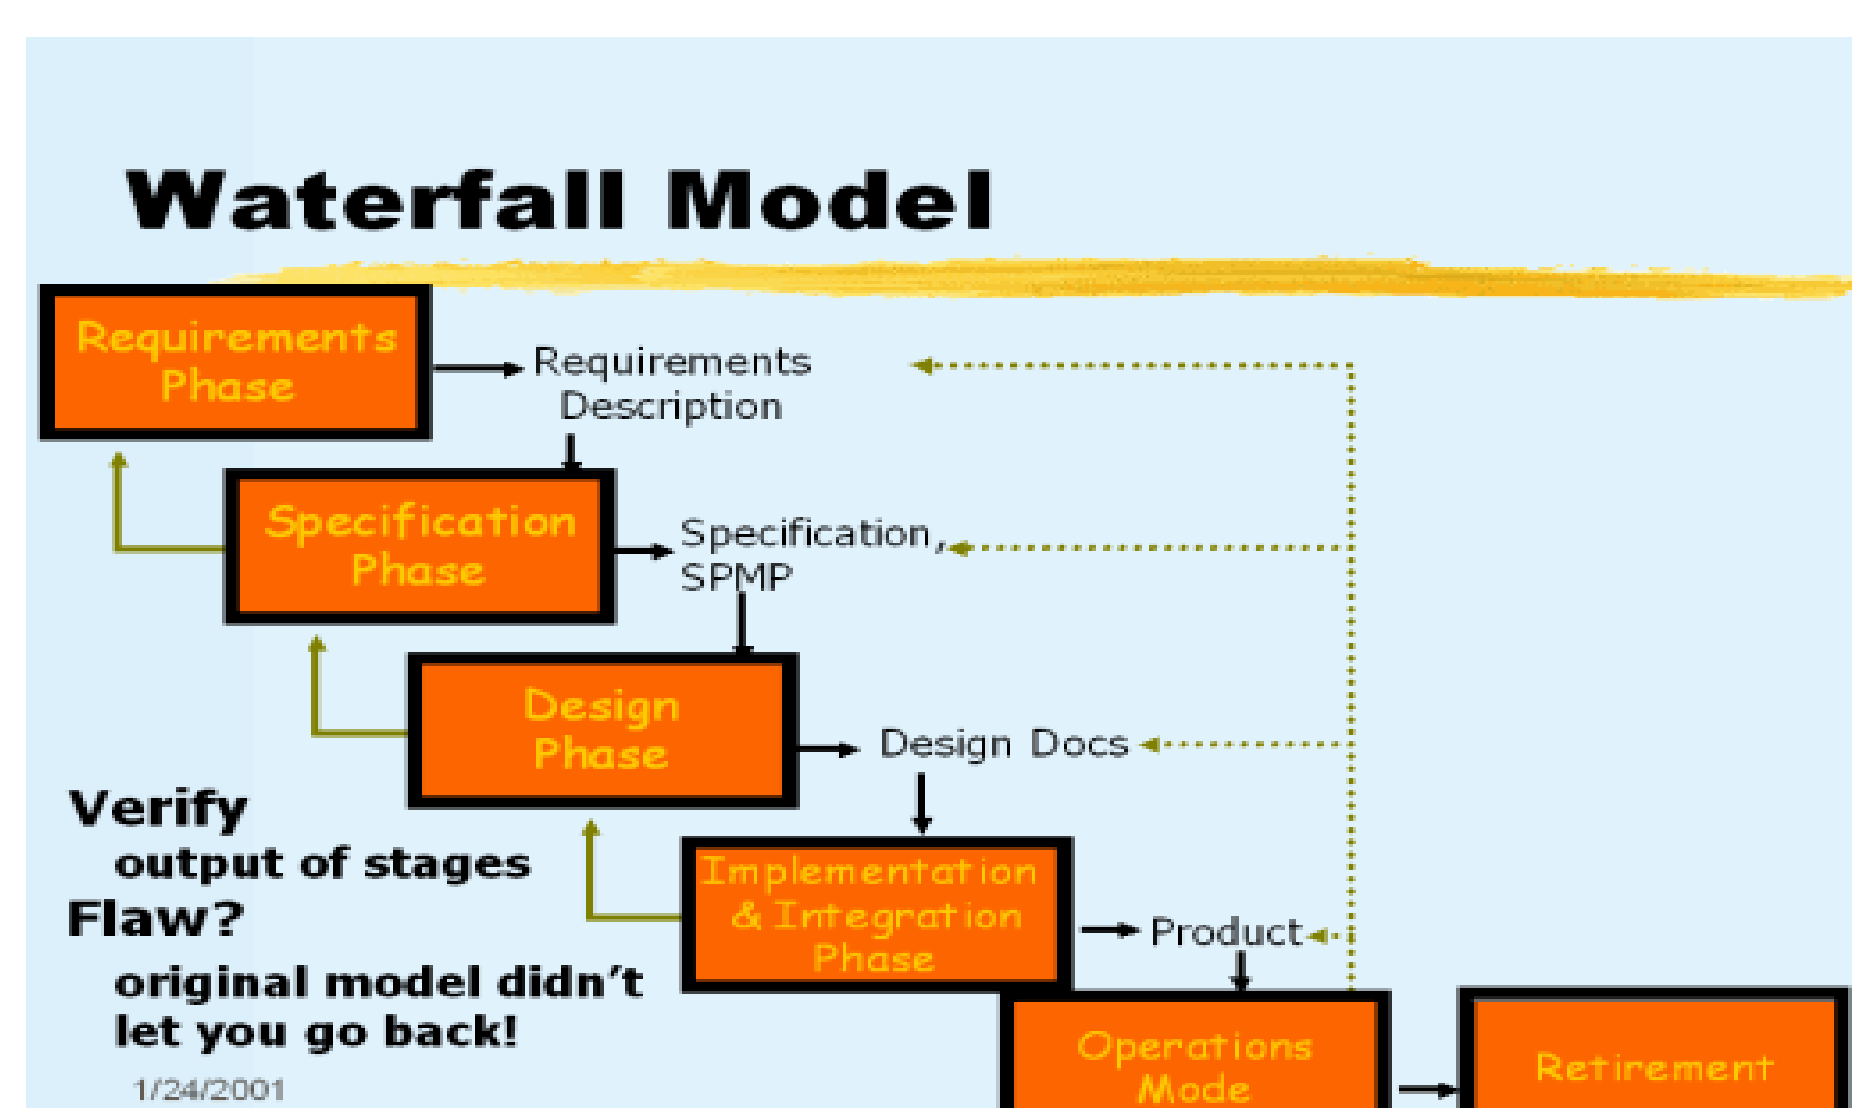 Waterfall Model
Requirements
Phase
Requirements
Description
Specification
Phase
Specification,
SPMP
Design
Phase
Design Docs
Verify
output of stages
Flaw?
original model didn't
let you go back!
Implementation
& Integration
Phase
Product
Operations
Mode
Retirement
1/24/2001